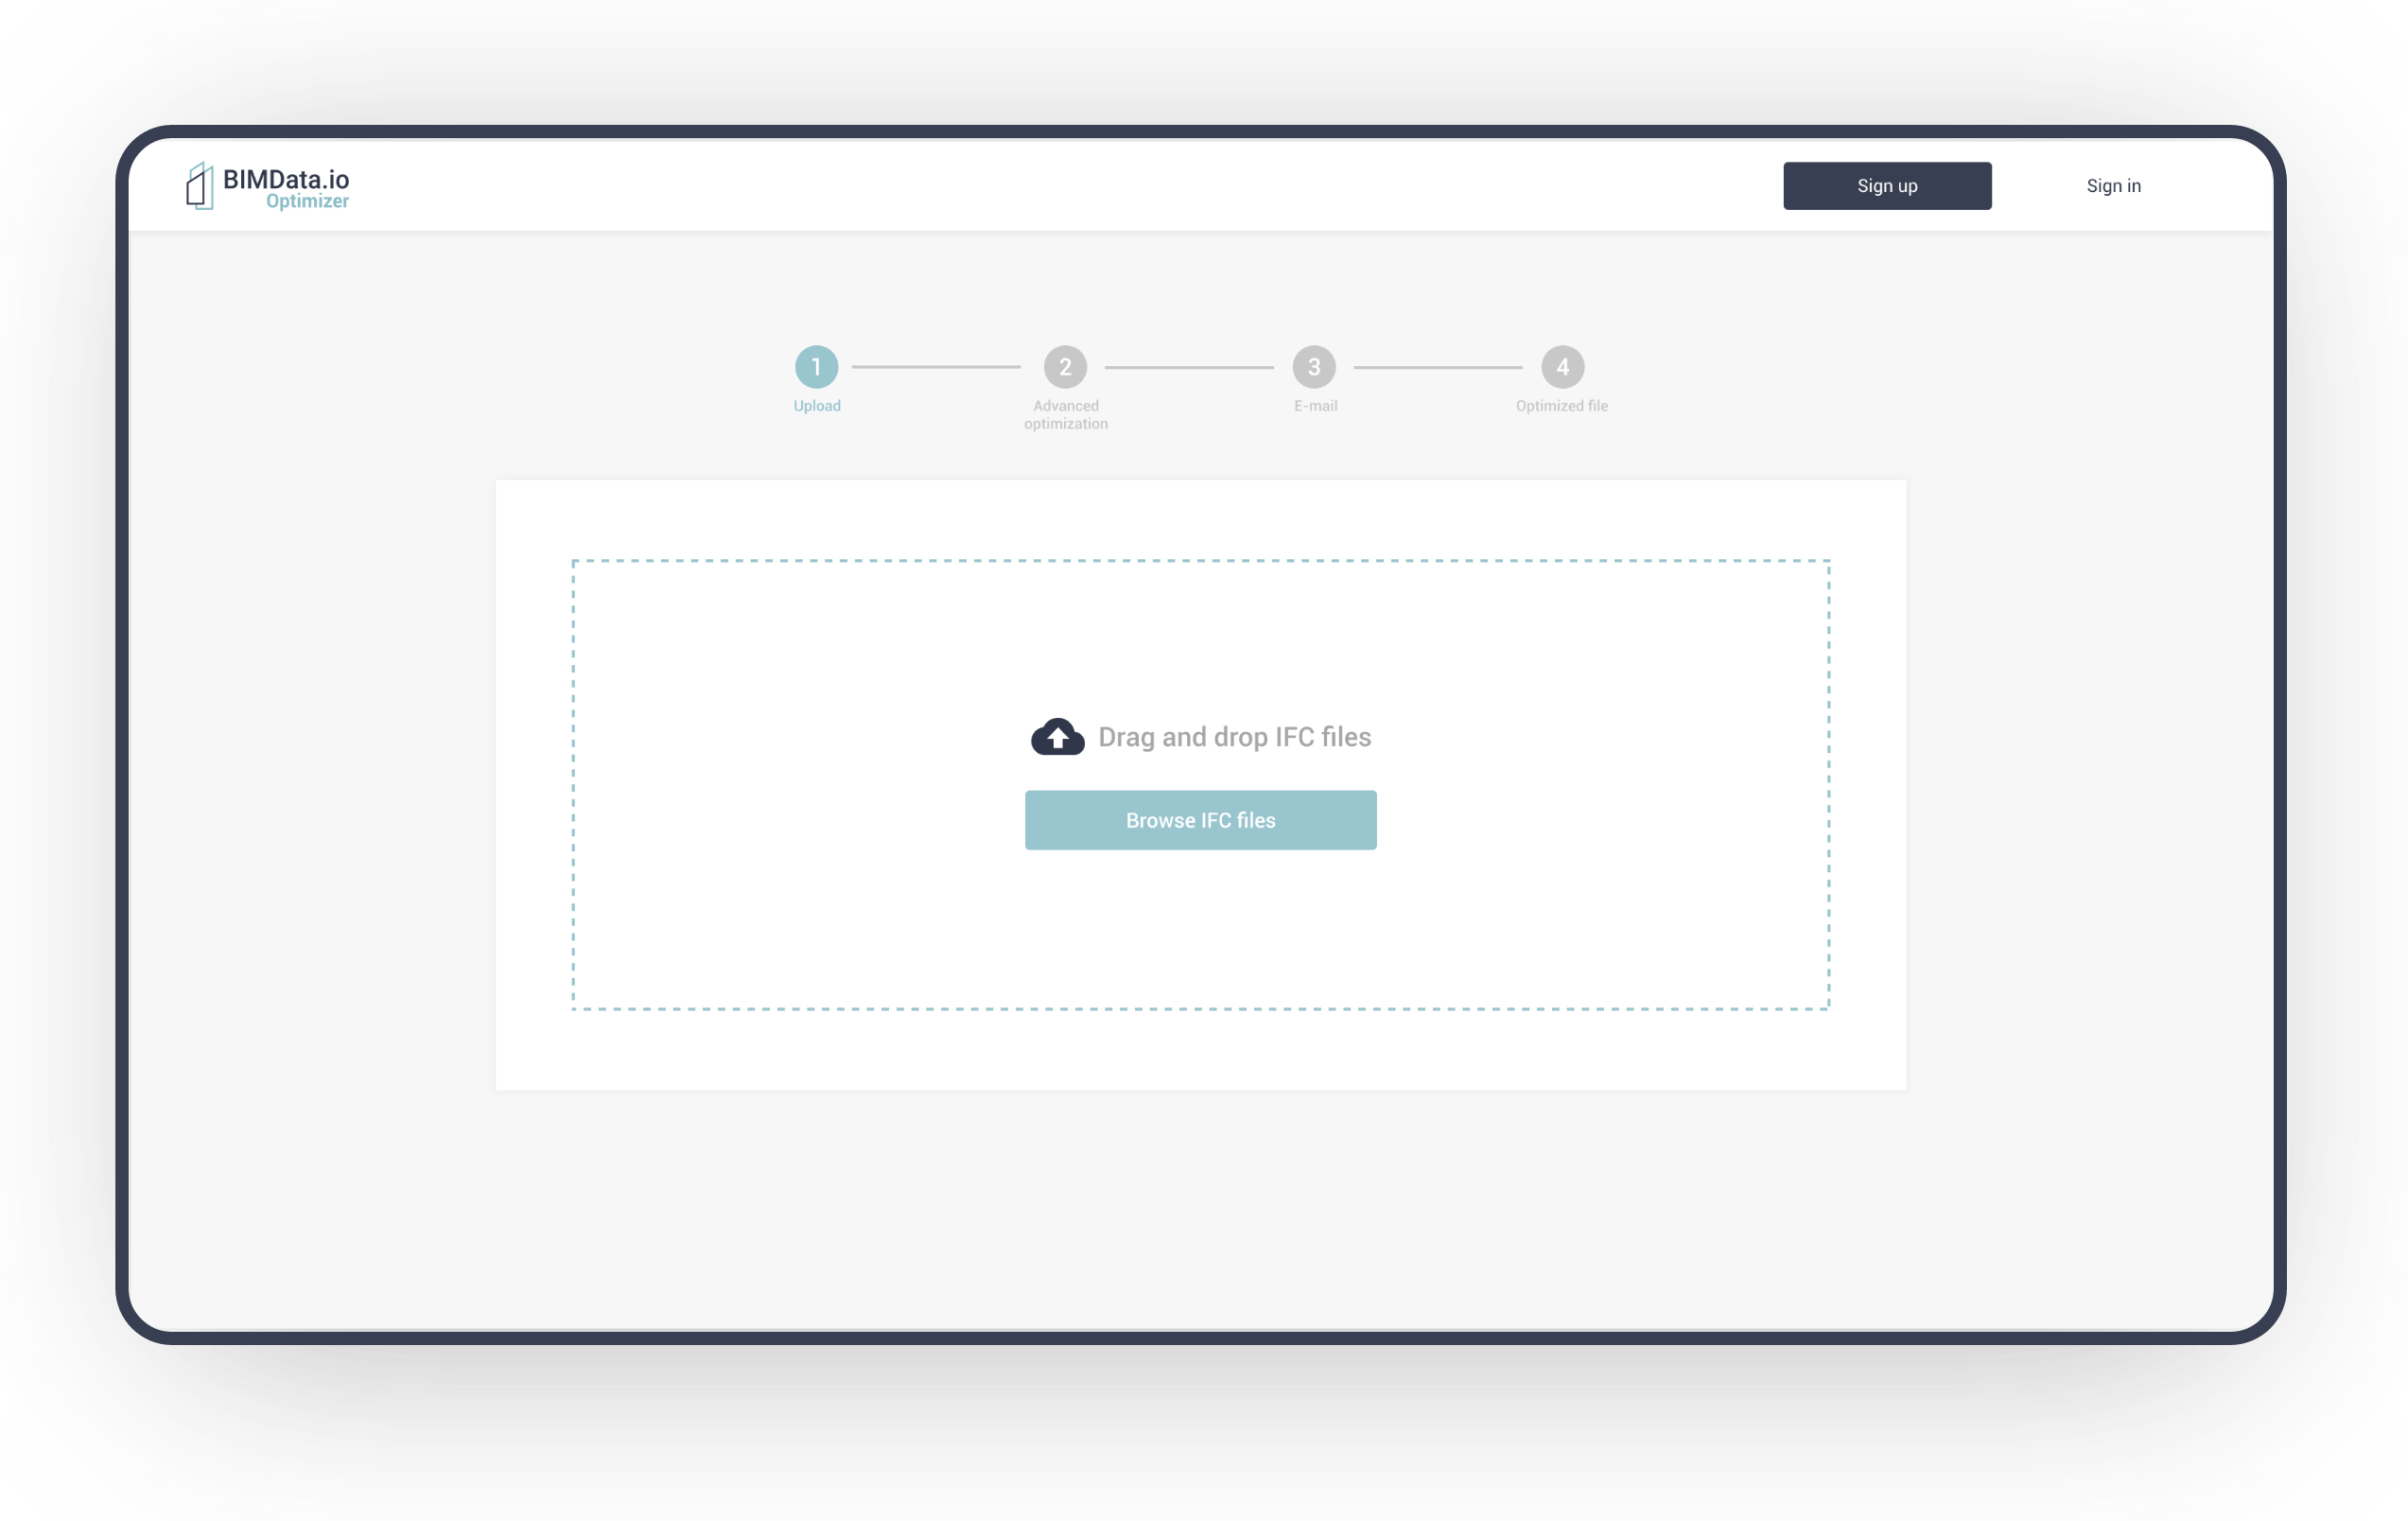 BIMData.io
Optimizer
Sign up
Sign in
1
2
3
4
Upload
Advanced
optimization
E-mail
Optimized file
Drag and drop IFC files
Browse IFC files